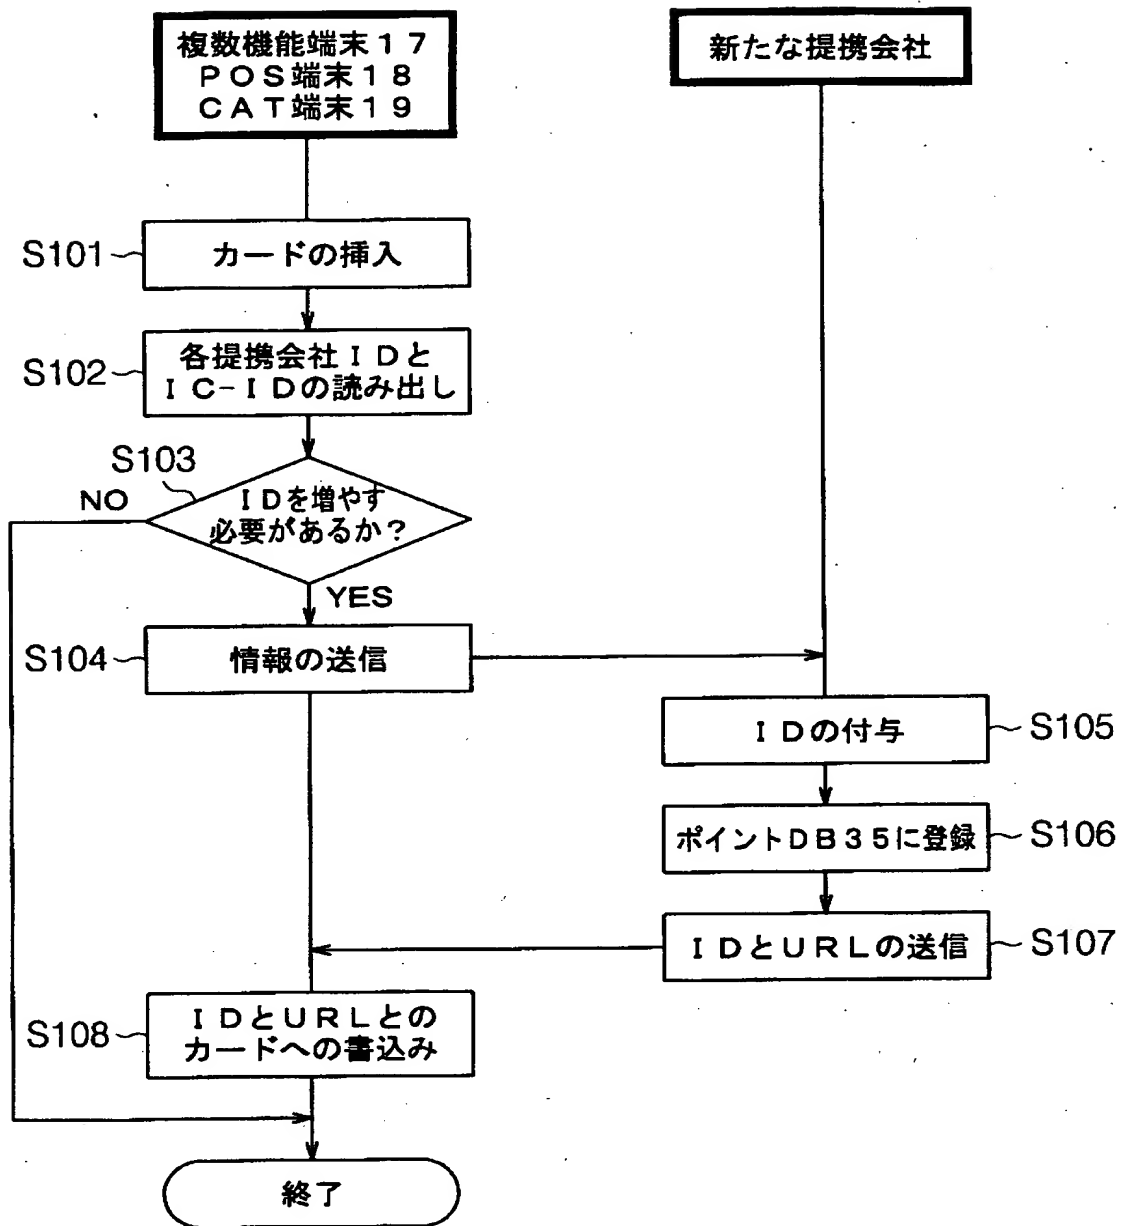 複数機能端末１７
ＰＯＳ端末１８
ＣＡＴ端末１９
新たな提携会社
S101
カードの挿入
S102
各提携会社ＩＤと
ＩＣ-ＩＤの読み出し
S103
NO
ＩＤを増やす
必要があるか？
YES
S104
情報の送信
ＩＤの付与
S105
ポイントＤＢ３５に登録
S106
ＩＤとＵＲＬの送信
S107
S108
ＩＤとＵＲＬとの
カードへの書込み
終了